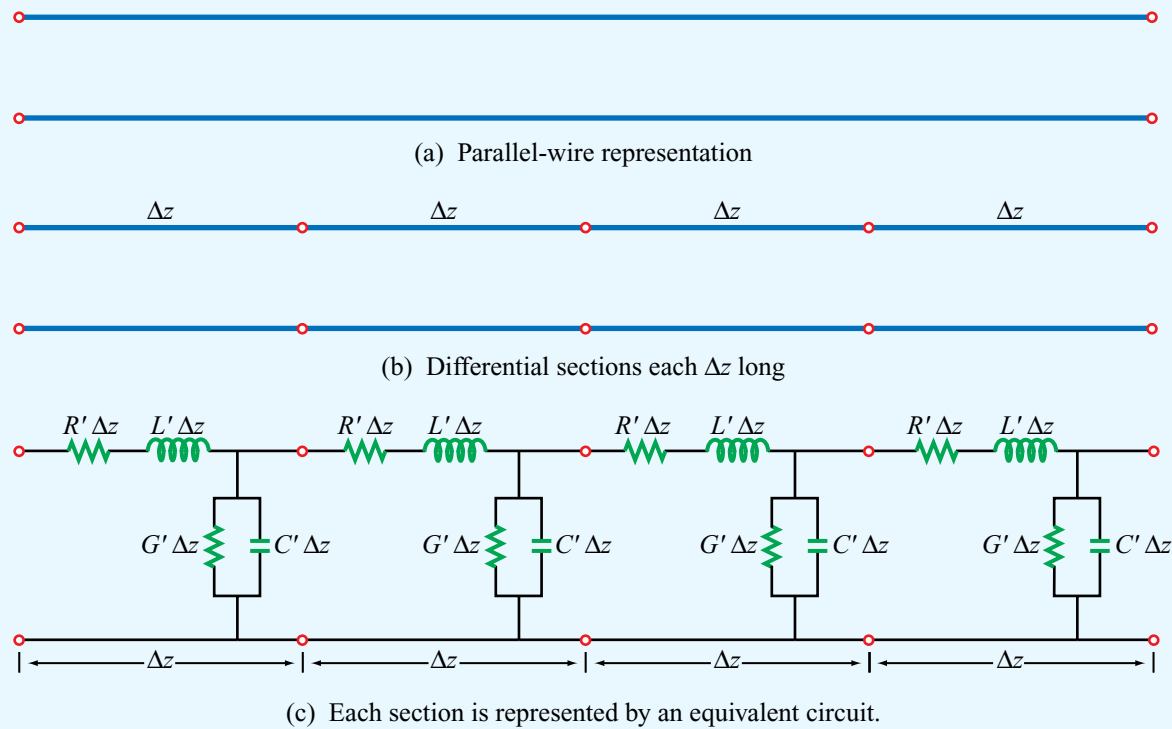 (a) Parallel-wire representation
Δz Δz Δz Δz
(b) Differential sections each Δz long
R′ Δz L′ Δz R′ Δz L′ Δz R′ Δz L′ Δz R′ Δz L′ Δz
G′ Δz C′ Δz G′ Δz C′ Δz G′ Δz C′ Δz G′ Δz C′ Δz
Δz Δz Δz Δz
(c) Each section is represented by an equivalent circuit.